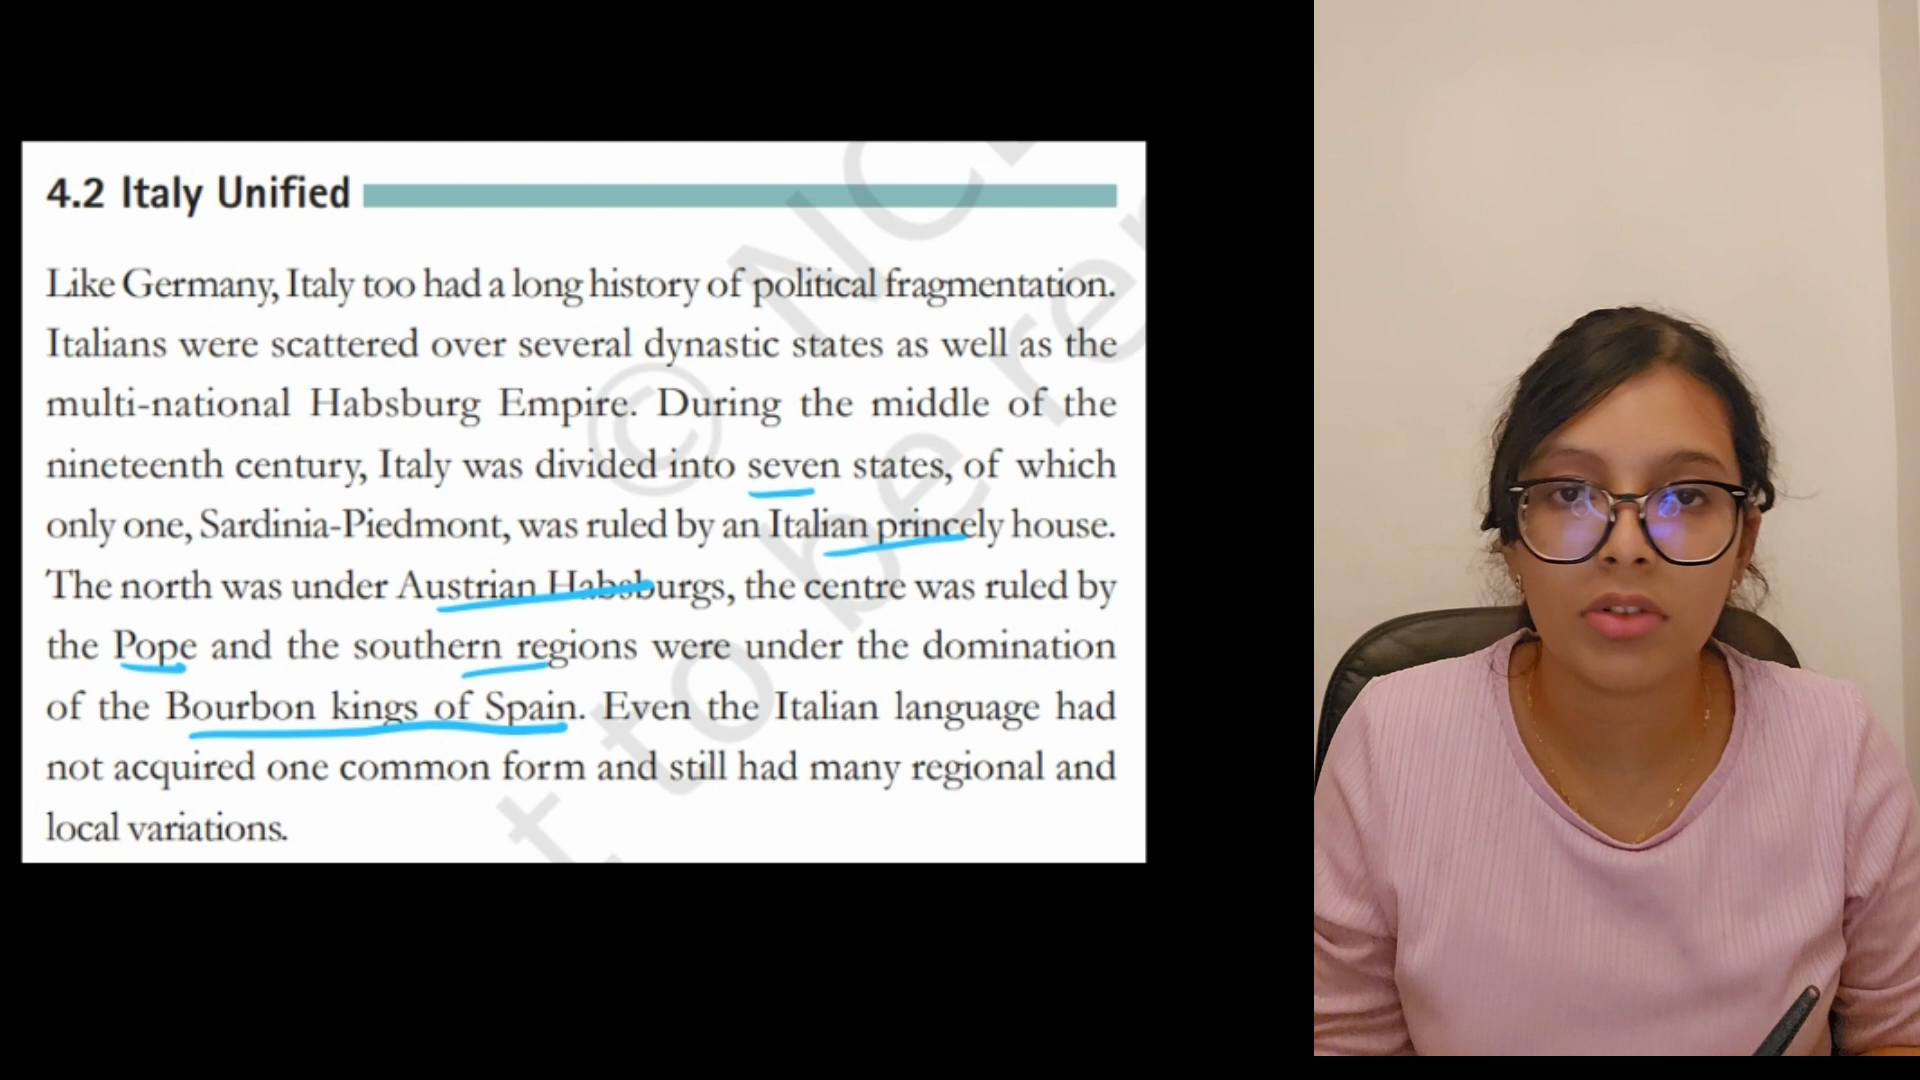 4.2 Italy Unified
Like Germany, Italy too had a long history of political fragmentation.
Italians were scattered over several dynastic states as well as the
multi-national Habsburg Empire. During the middle of the
nineteenth century, Italy was divided into seven states, of which
only one, Sardinia-Piedmont, was ruled by an Italian princely house.
The north was under Austrian Habsburgs, the centre was ruled by
the Pope and the southern regions were under the domination
of the Bourbon kings of Spain. Even the Italian language had
not acquired one common form and still had many regional and
local variations.
© NC
t to be re